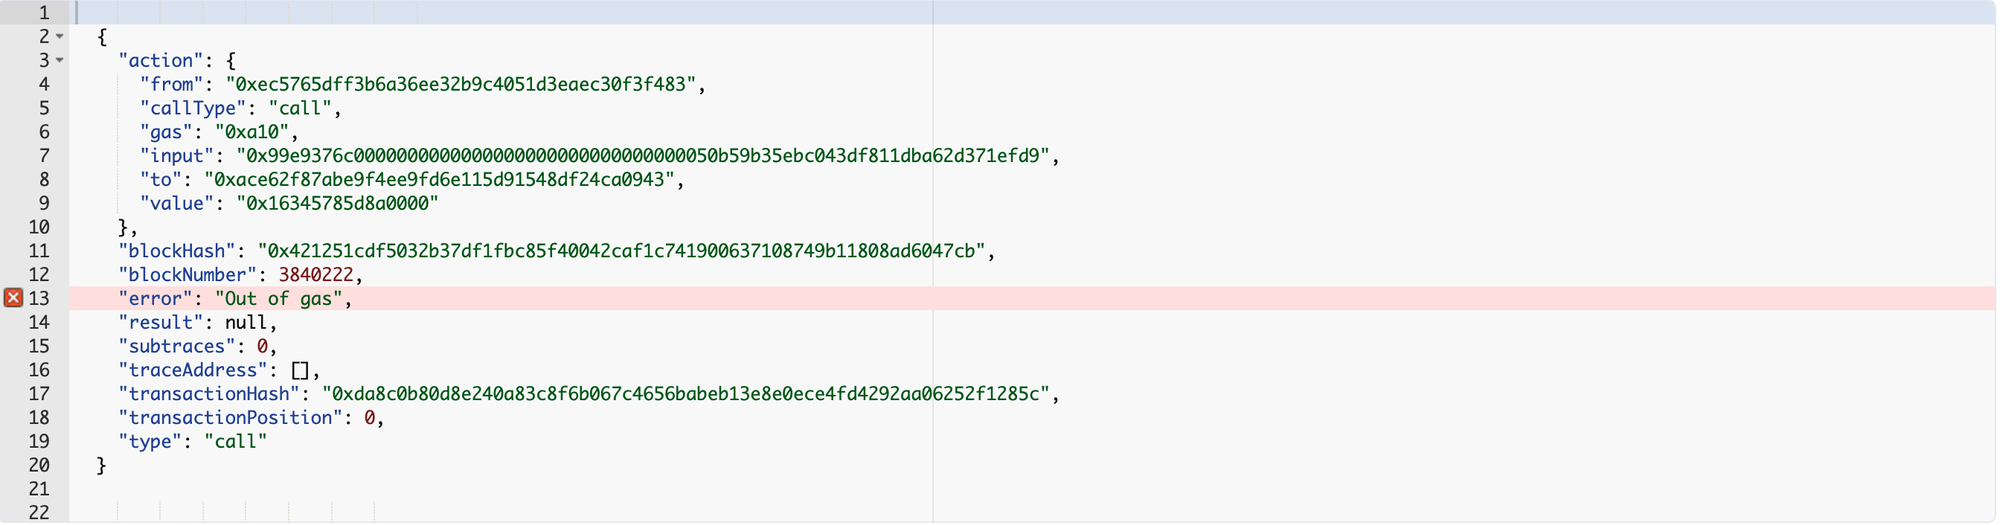 1
2 {
3 "action": {
4 "from": "0xec5765dff3b6a36ee32b9c4051d3eaec30f3f483",
5 "callType": "call",
6 "gas": "0xa10",
7 "input": "0x99e9376c00000000000000000000000000000000050b59b35ebc043df811dba62d371efd9",
8 "to": "0xace62f87abe9f4ee9fd6e115d91548df24ca0943",
9 "value": "0x16345785d8a0000"
10 },
11 "blockHash": "0x421251cdf5032b37df1fbc85f40042caf1c741900637108749b11808ad6047cb",
12 "blockNumber": 3840222,
13 "error": "Out of gas",
14 "result": null,
15 "subtraces": 0,
16 "traceAddress": [],
17 "transactionHash": "0xda8c0b80d8e240a83c8f6b067c4656babeb13e8e0ece4fd4292aa06252f1285c",
18 "transactionPosition": 0,
19 "type": "call"
20 }
21
22